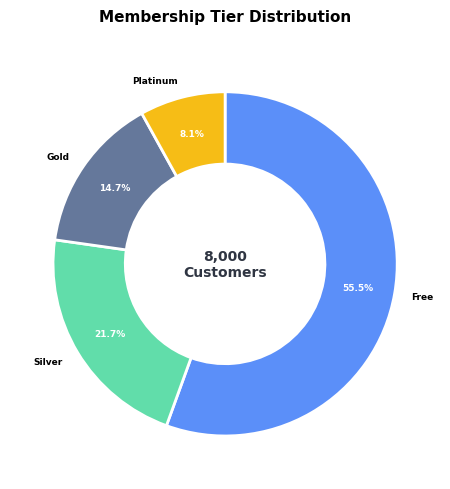 Membership Tier Distribution
Platinum
8.1%
Gold
14.7%
8,000
Customers
55.5%
Free
21.7%
Silver